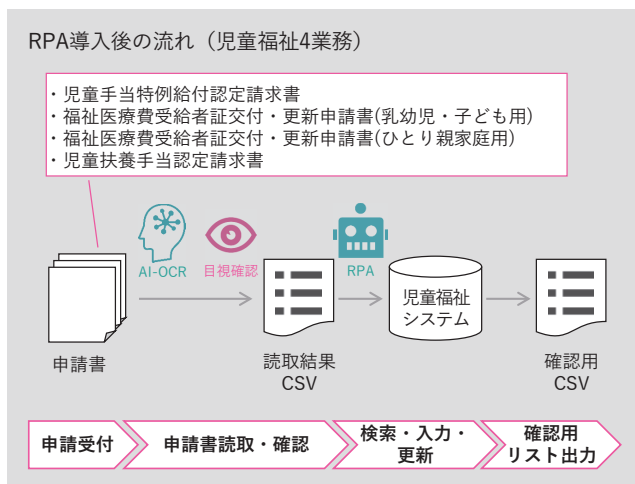 RPA導入後の流れ（児童福祉4業務）
・児童手当特例給付認定請求書
・福祉医療費受給者証交付・更新申請書(乳幼児・子ども用)
・福祉医療費受給者証交付・更新申請書(ひとり親家庭用)
・児童扶養手当認定請求書
AI-OCR
目視確認
RPA
申請書
読取結果
CSV
児童福祉
システム
確認用
CSV
申請受付
申請書読取・確認
検索・入力・
更新
確認用
リスト出力